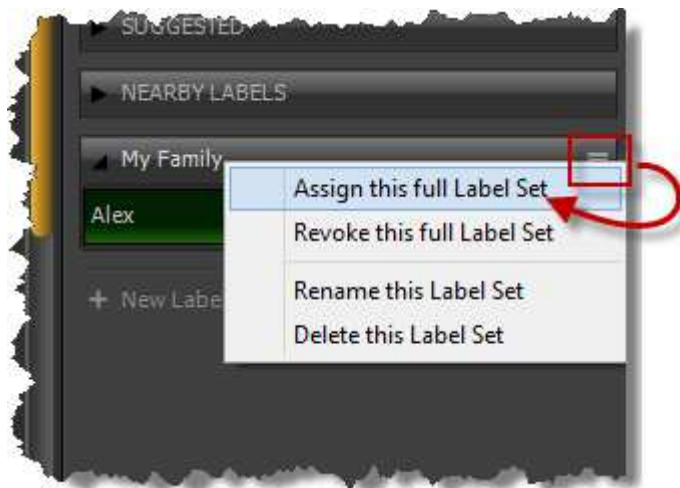 SUGGESTED
NEARBY LABELS
My Family
Assign this full Label Set
Alex
Revoke this full Label Set
+ New Labe
Rename this Label Set
Delete this Label Set